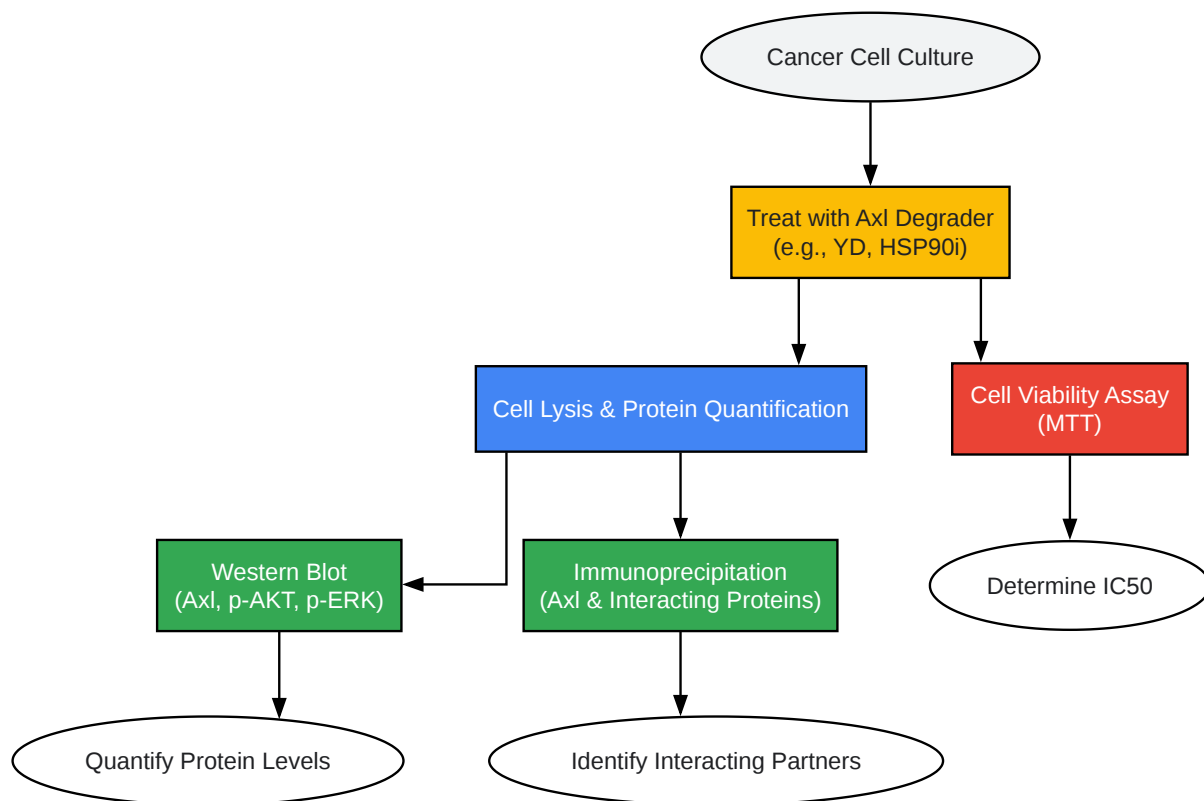 Cancer Cell Culture
Treat with Axl Degrader
(e.g., YD, HSP90i)
Cell Lysis & Protein Quantification
Cell Viability Assay
(MTT)
Western Blot
(Axl, p-AKT, p-ERK)
Immunoprecipitation
(Axl & Interacting Proteins)
Determine IC50
Quantify Protein Levels
Identify Interacting Partners